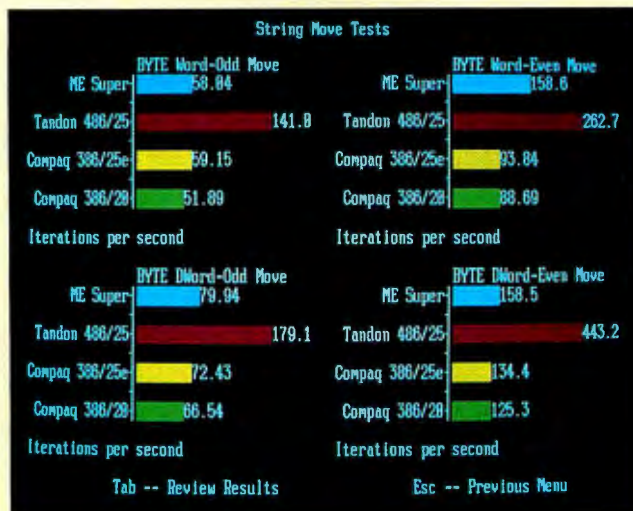 String Move Tests
BYTE Word-Odd Move
ME Super 58.04
Tandon 486/25 141.0
Compaq 386/25e 59.15
Compaq 386/20 51.89
Iterations per second
BYTE Word-Even Move
ME Super 158.6
Tandon 486/25 262.7
Compaq 386/25e 93.84
Compaq 386/20 88.69
Iterations per second
BYTE DWord-Odd Move
ME Super 79.94
Tandon 486/25 179.1
Compaq 386/25e 72.43
Compaq 386/20 66.54
Iterations per second
BYTE DWord-Even Move
ME Super 158.5
Tandon 486/25 443.2
Compaq 386/25e 134.4
Compaq 386/20 125.3
Iterations per second
Tab -- Review Results
Esc -- Previous Menu